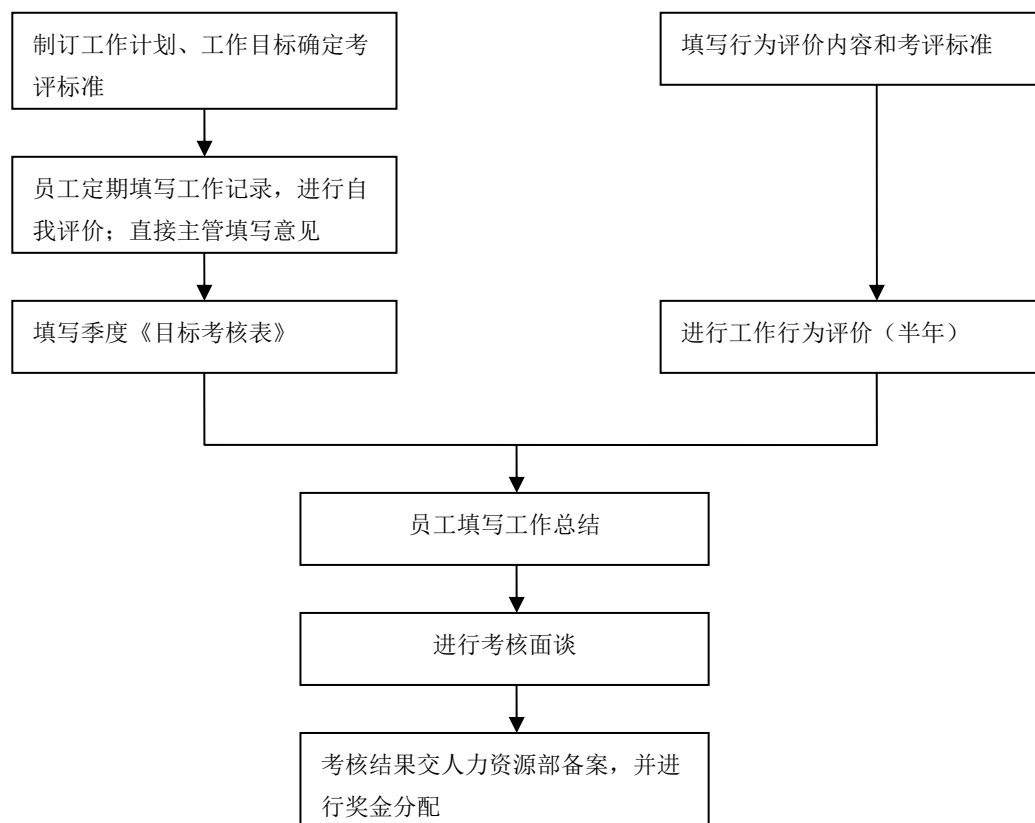 制订工作计划、工作目标确定考
评标准
填写行为评价内容和考评标准
员工定期填写工作记录，进行自
我评价；直接主管填写意见
填写季度《目标考核表》
进行工作行为评价（半年）
员工填写工作总结
进行考核面谈
考核结果交人力资源部备案，并进
行奖金分配